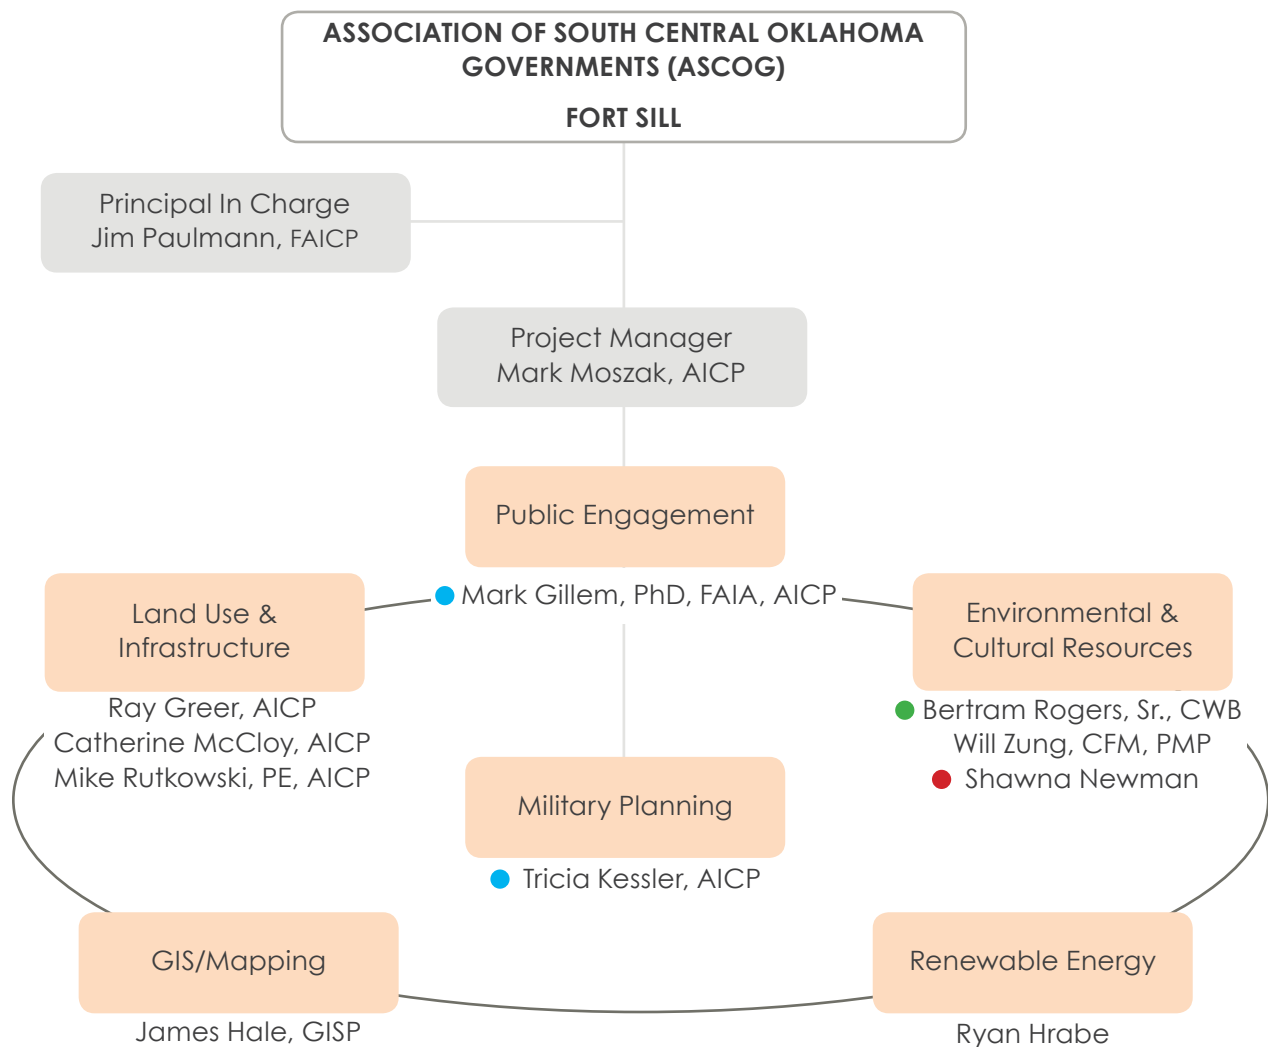 ASSOCIATION OF SOUTH CENTRAL OKLAHOMA
GOVERNMENTS (ASCOG)
FORT SILL
Principal In Charge
Jim Paulmann, FAICP
Project Manager
Mark Moszak, AICP
Public Engagement
Mark Gillem, PhD, FAIA, AICP
Land Use &
Infrastructure
Ray Greer, AICP
Catherine McCloy, AICP
Mike Rutkowski, PE, AICP
Environmental &
Cultural Resources
Bertram Rogers, Sr., CWB
Will Zung, CFM, PMP
Shawna Newman
Military Planning
Tricia Kessler, AICP
GIS/Mapping
James Hale, GISP
Renewable Energy
Ryan Hrabe